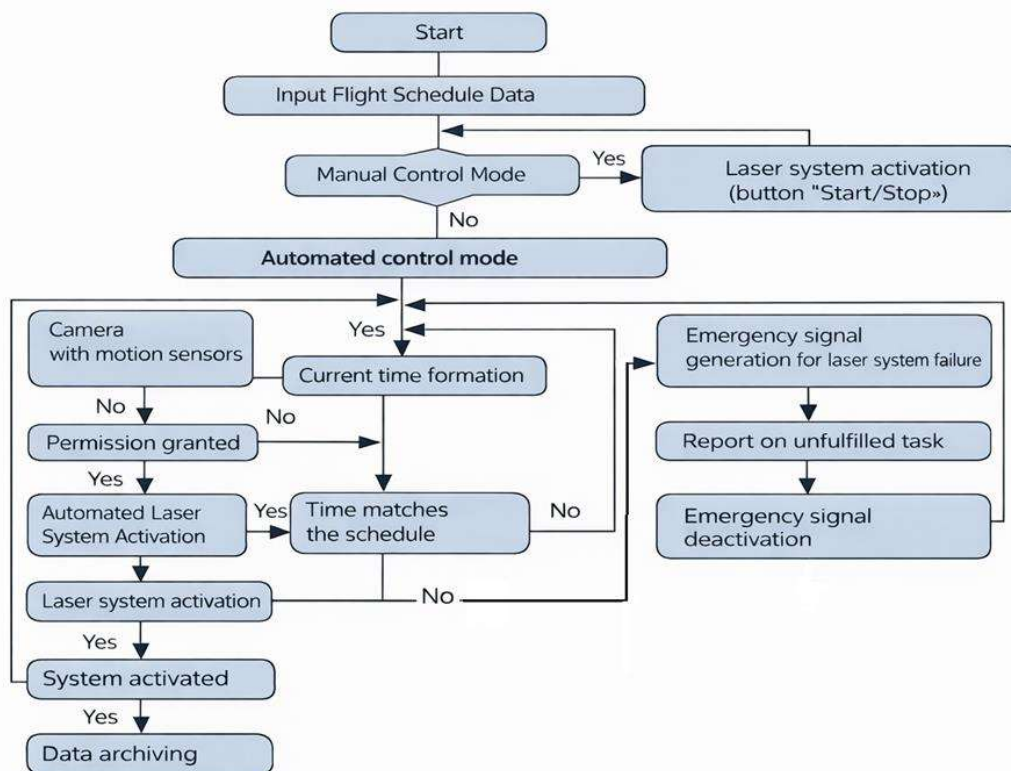 Start
Input Flight Schedule Data
Manual Control Mode
Yes
Laser system activation
(button "Start/Stop»)
No
Automated control mode
Yes
Camera
with motion sensors
Current time formation
Emergency signal
generation for laser system failure
No
Permission granted
No
Report on unfulfilled task
Yes
Automated Laser
System Activation
Yes
Time matches
the schedule
No
Emergency signal
deactivation
Laser system activation
No
Yes
System activated
Yes
Data archiving